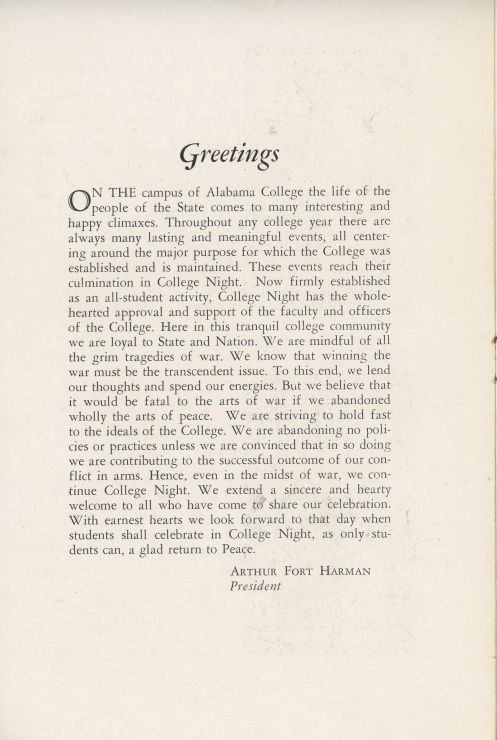 Greetings
ON THE campus of Alabama College the life of the
people of the State comes to many interesting and
happy climaxes. Throughout any college year there are
always many lasting and meaningful events, all center-
ing around the major purpose for which the College was
established and is maintained. These events reach their
culmination in College Night. Now firmly established
as an all-student activity, College Night has the whole-
hearted approval and support of the faculty and officers
of the College. Here in this tranquil college community
we are loyal to State and Nation. We are mindful of all
the grim tragedies of war. We know that winning the
war must be the transcendent issue. To this end, we lend
our thoughts and spend our energies. But we believe that
it would be fatal to the arts of war if we abandoned
wholly the arts of peace. We are striving to hold fast
to the ideals of the College. We are abandoning no poli-
cies or practices unless we are convinced that in so doing
we are contributing to the successful outcome of our con-
flict in arms. Hence, even in the midst of war, we con-
tinue College Night. We extend a sincere and hearty
welcome to all who have come to share our celebration.
With earnest hearts we look forward to that day when
students shall celebrate in College Night, as only stu-
dents can, a glad return to Peace.
ARTHUR FORT HARMAN
President